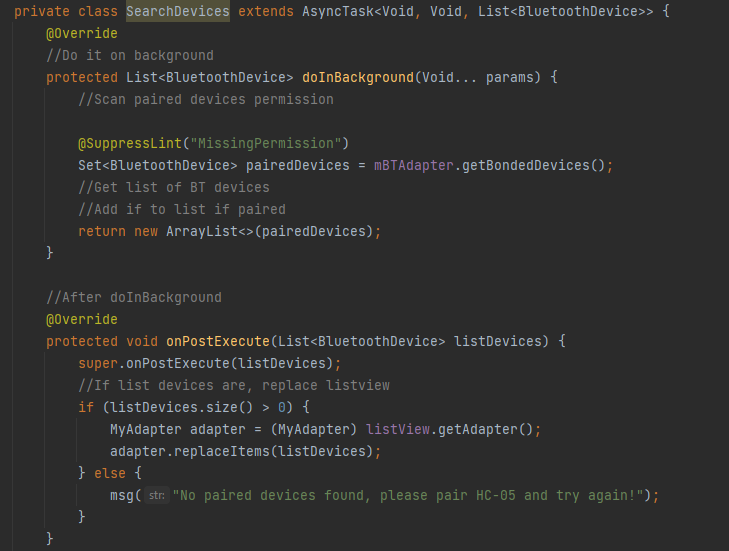 private class SearchDevices extends AsyncTask<Void, Void, List<BluetoothDevice>> {
    @Override
    //Do it on background
    protected List<BluetoothDevice> doInBackground(Void... params) {
        //Scan paired devices permission

        @SuppressLint("MissingPermission")
        Set<BluetoothDevice> pairedDevices = mBTAdapter.getBondedDevices();
        //Get list of BT devices
        //Add if to list if paired
        return new ArrayList<>(pairedDevices);
    }

    //After doInBackground
    @Override
    protected void onPostExecute(List<BluetoothDevice> listDevices) {
        super.onPostExecute(listDevices);
        //If list devices are, replace listview
        if (listDevices.size() > 0) {
            MyAdapter adapter = (MyAdapter) listView.getAdapter();
            adapter.replaceItems(listDevices);
        } else {
            msg( str: "No paired devices found, please pair HC-05 and try again!");
        }
    }